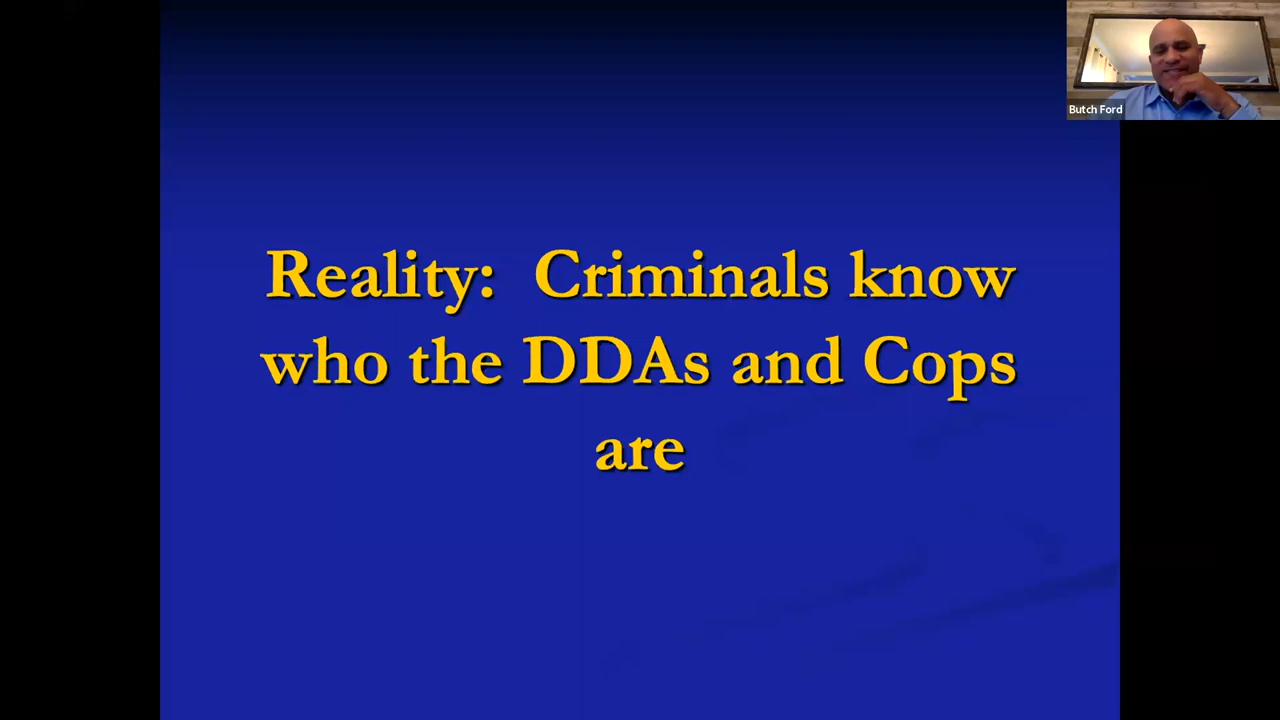 Butch Ford
Reality:  Criminals know
who the DDAs and Cops
are